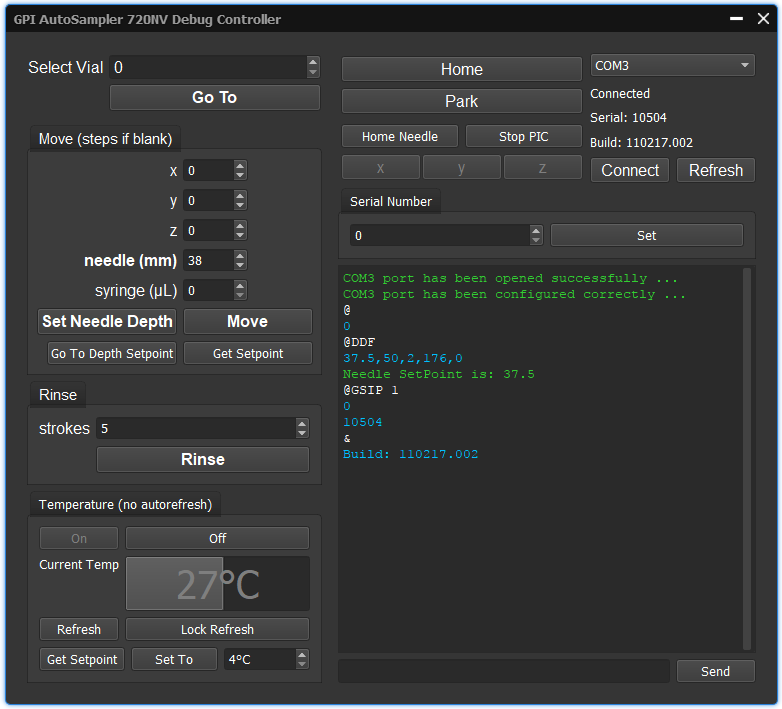 GPI AutoSampler 720NV Debug Controller
Select Vial 0
Go To
Move (steps if blank)
x 0
y 0
z 0
needle (mm) 38
syringe (µL) 0
Set Needle Depth Move
Go To Depth Setpoint Get Setpoint
Rinse
strokes 5
Rinse
Temperature (no autorefresh)
On Off
Current Temp 27°C
Refresh Lock Refresh
Get Setpoint Set To 4°C
Home
Park
Home Needle Stop PIC
x y z
COM3
Connected
Serial: 10504
Build: 110217.002
Connect Refresh
Serial Number
0 Set
COM3 port has been opened successfully ...
COM3 port has been configured correctly ...
@
0
@DDF
37.5,50,2,176,0
Needle SetPoint is: 37.5
@GSIP 1
0
10504
&
Build: 110217.002
Send